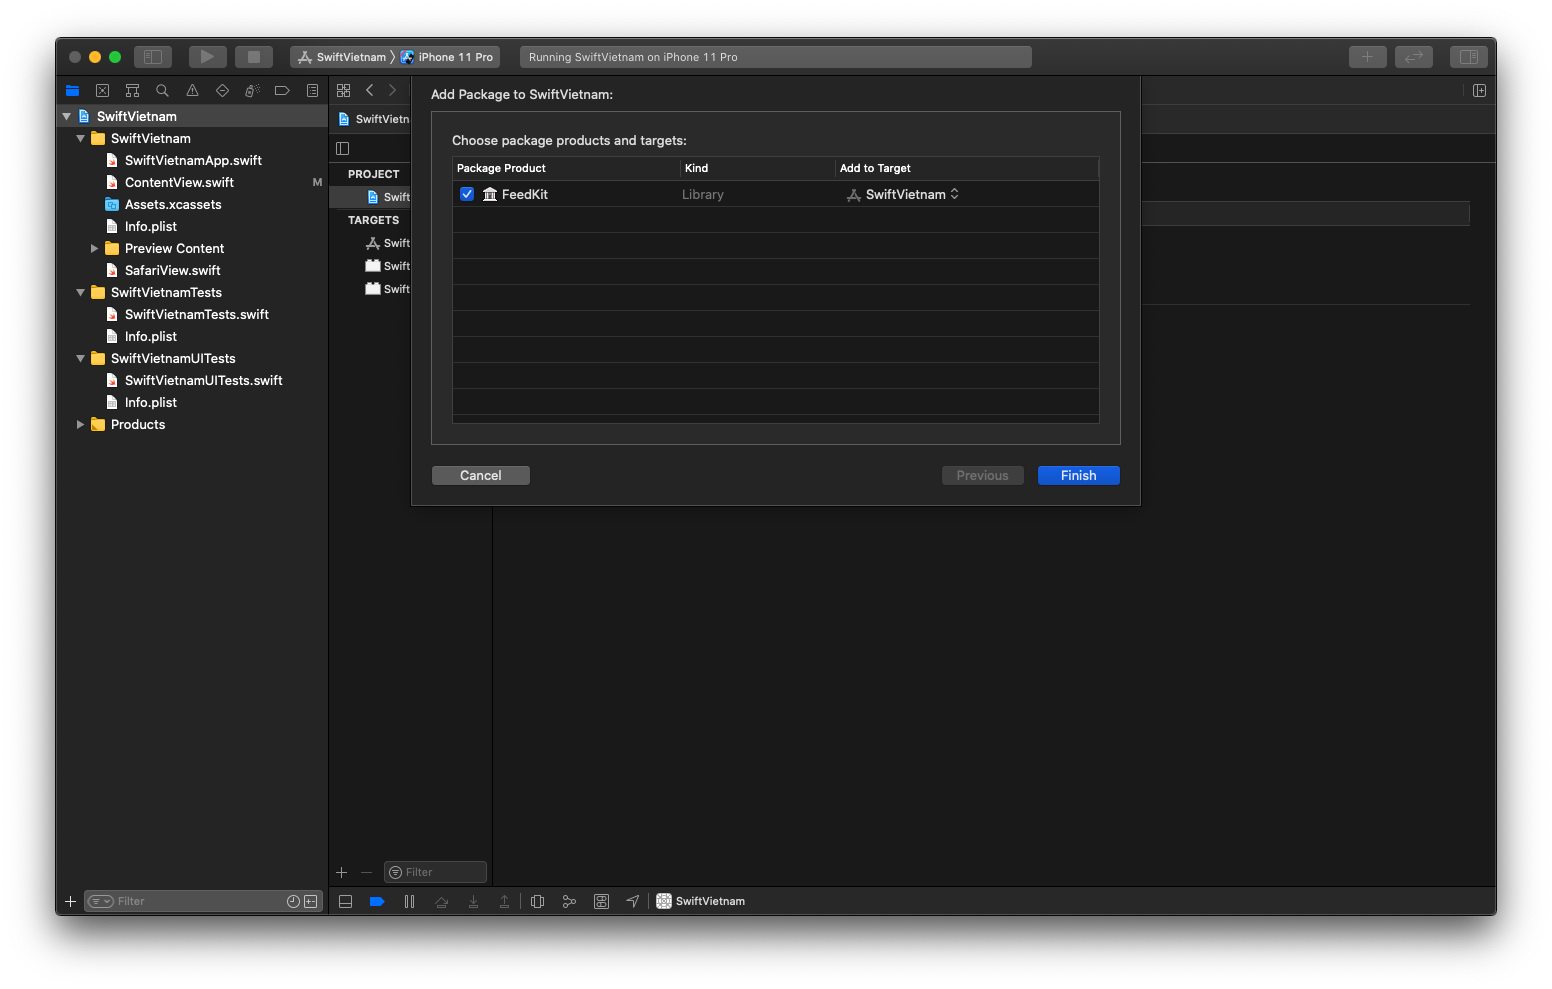 SwiftVietnam
iPhone 11 Pro
Running SwiftVietnam on iPhone 11 Pro
SwiftVietnam
SwiftVietnam
SwiftVietnamApp.swift
ContentView.swift
M
Assets.xcassets
Info.plist
Preview Content
SafariView.swift
SwiftVietnamTests
SwiftVietnamTests.swift
Info.plist
SwiftVietnamUITests
SwiftVietnamUITests.swift
Info.plist
Products
Filter
SwiftVietn
PROJECT
Swift
TARGETS
Swift
Swift
Swift
Filter
Add Package to SwiftVietnam:
Choose package products and targets:
Package Product Kind Add to Target
FeedKit Library SwiftVietnam
Cancel Previous Finish
SwiftVietnam